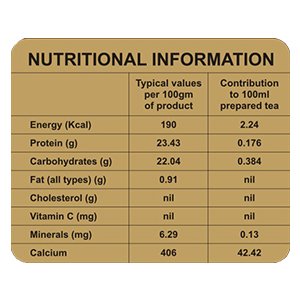 NUTRITIONAL INFORMATION
Typical values per 100gm of product Contribution to 100ml prepared tea
Energy (Kcal) 190 2.24
Protein (g) 23.43 0.176
Carbohydrates (g) 22.04 0.384
Fat (all types) (g) 0.91 nil
Cholesterol (g) nil nil
Vitamin C (mg) nil nil
Minerals (mg) 6.29 0.13
Calcium 406 42.42